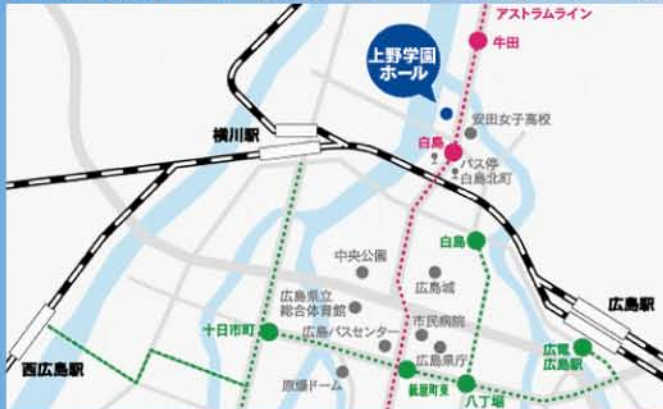 アストラムライン
牛田
上野学園
ホール
安田女子高校
横川駅
白島
バス停
白島北町
白島
中央公園
広島城
広島県立
総合体育館
広島駅
十日市町
広島バスセンター
市民病院
広電
広島駅
西広島駅
広島県庁
原爆ドーム
紙屋町東
八丁堀